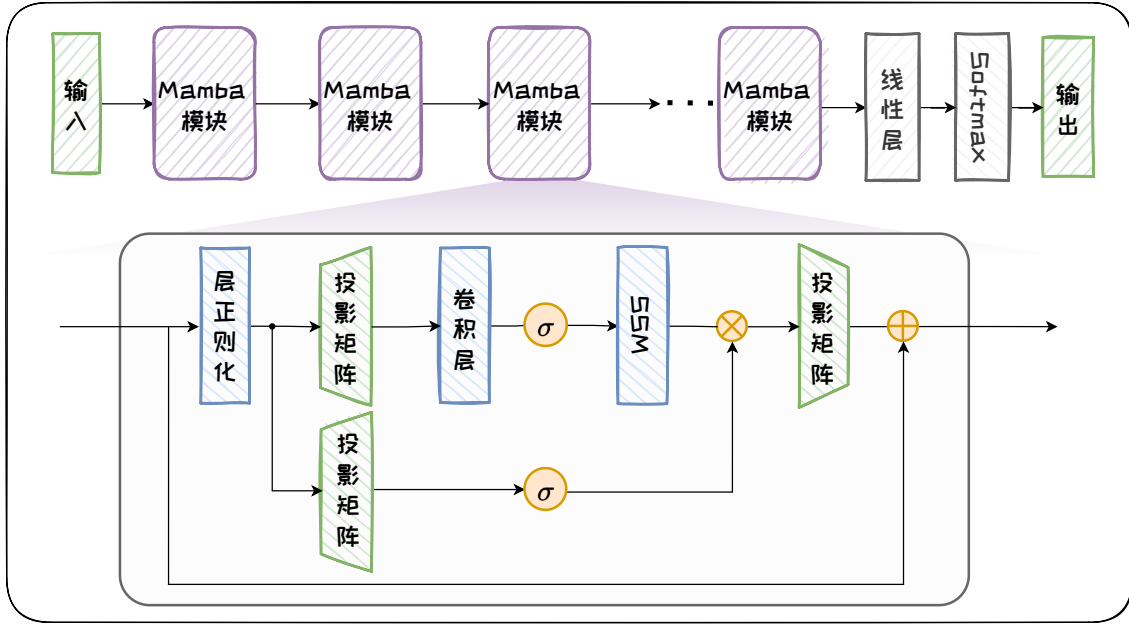 输入
Mamba
模块
Mamba
模块
Mamba
模块
···
Mamba
模块
线性层
Softmax
输出
层正则化
投影矩阵
卷积层
σ
SSM
投影矩阵
投影矩阵
σ